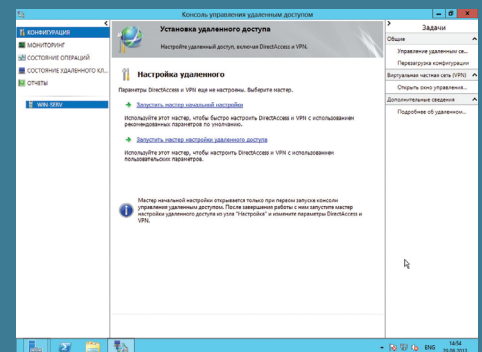 Консоль управления удаленным доступом
КОНФИГУРАЦИЯ
МОНИТОРИНГ
СОСТОЯНИЕ ОПЕРАЦИЙ
СОСТОЯНИЕ УДАЛЕННОГО КЛ...
ОТЧЕТЫ
WIN SERV
Установка удаленного доступа
Настройте удаленный доступ, включая DirectAccess и VPN.
Настройка удаленного
Параметры DirectAccess и VPN еще не настроены. Выберите мастер.
Запустить мастер начальной настройки
Используйте этот мастер, чтобы быстро настроить DirectAccess и VPN с использованием
рекомендованных параметров по умолчанию.
Запустить мастер настройки удаленного доступа
Используйте этот мастер, чтобы настроить DirectAccess и VPN с использованием
пользовательских параметров.
Мастер начальной настройки открывается только при первом запуске консоли
управления удаленным доступом. После завершения работы с ним запустите мастер
настройки удаленного доступа из узла "Настройка" и измените параметры DirectAccess и
VPN.
Задачи
Общие
Управление удаленным се...
Перезагрузка конфигурации
Виртуальная частная сеть (VPN)
Открыть окно управления...
Дополнительные сведения
Подробнее об удаленном...
ENG
14:54